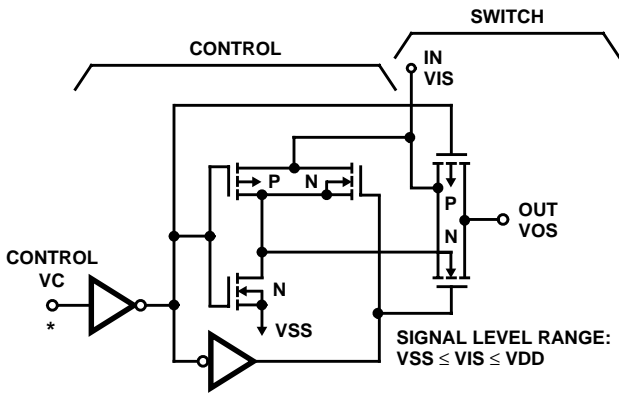 SWITCH
CONTROL
IN
VIS
P
N
P
OUT
VOS
N
CONTROL
VC
*
N
VSS
SIGNAL LEVEL RANGE:
VSS ≤ VIS ≤ VDD